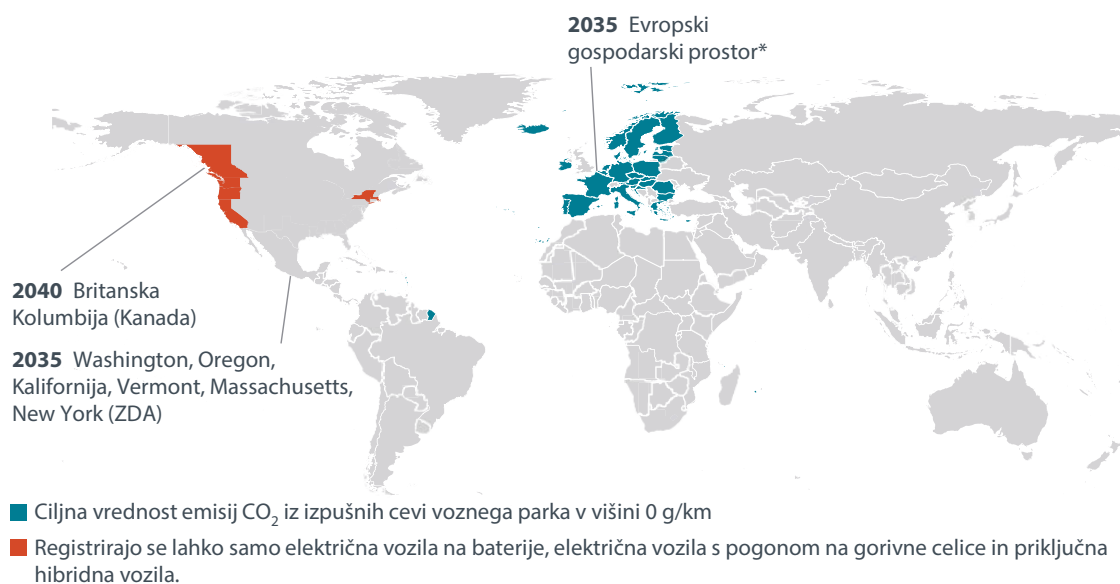 2035 Evropski
gospodarski prostor*
2040 Britanska
Kolumbija (Kanada)
2035 Washington, Oregon,
Kalifornija, Vermont, Massachusetts,
New York (ZDA)
Ciljna vrednost emisij CO₂ iz izpušnih cevi voznega parka v višini 0 g/km
Registrirajo se lahko samo električna vozila na baterije, električna vozila s pogonom na gorivne celice in priključna
hibridna vozila.